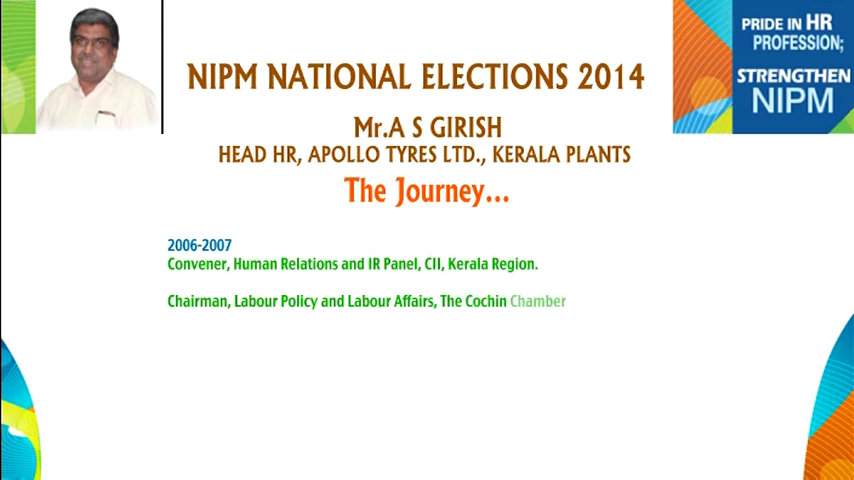 PRIDE IN HR
PROFESSION;
STRENGTHEN
NIPM
NIPM NATIONAL ELECTIONS 2014
Mr.A S GIRISH
HEAD HR, APOLLO TYRES LTD., KERALA PLANTS
The Journey...
2006-2007
Convener, Human Relations and IR Panel, CII, Kerala Region.
Chairman, Labour Policy and Labour Affairs, The Cochin Chamber